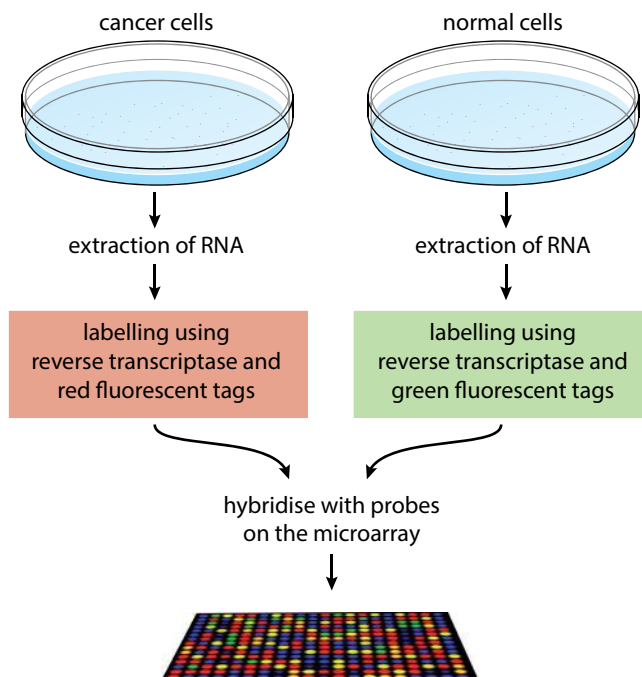 cancer cells
normal cells
extraction of RNA
extraction of RNA
labelling using
reverse transcriptase and
red fluorescent tags
labelling using
reverse transcriptase and
green fluorescent tags
hybridise with probes
on the microarray